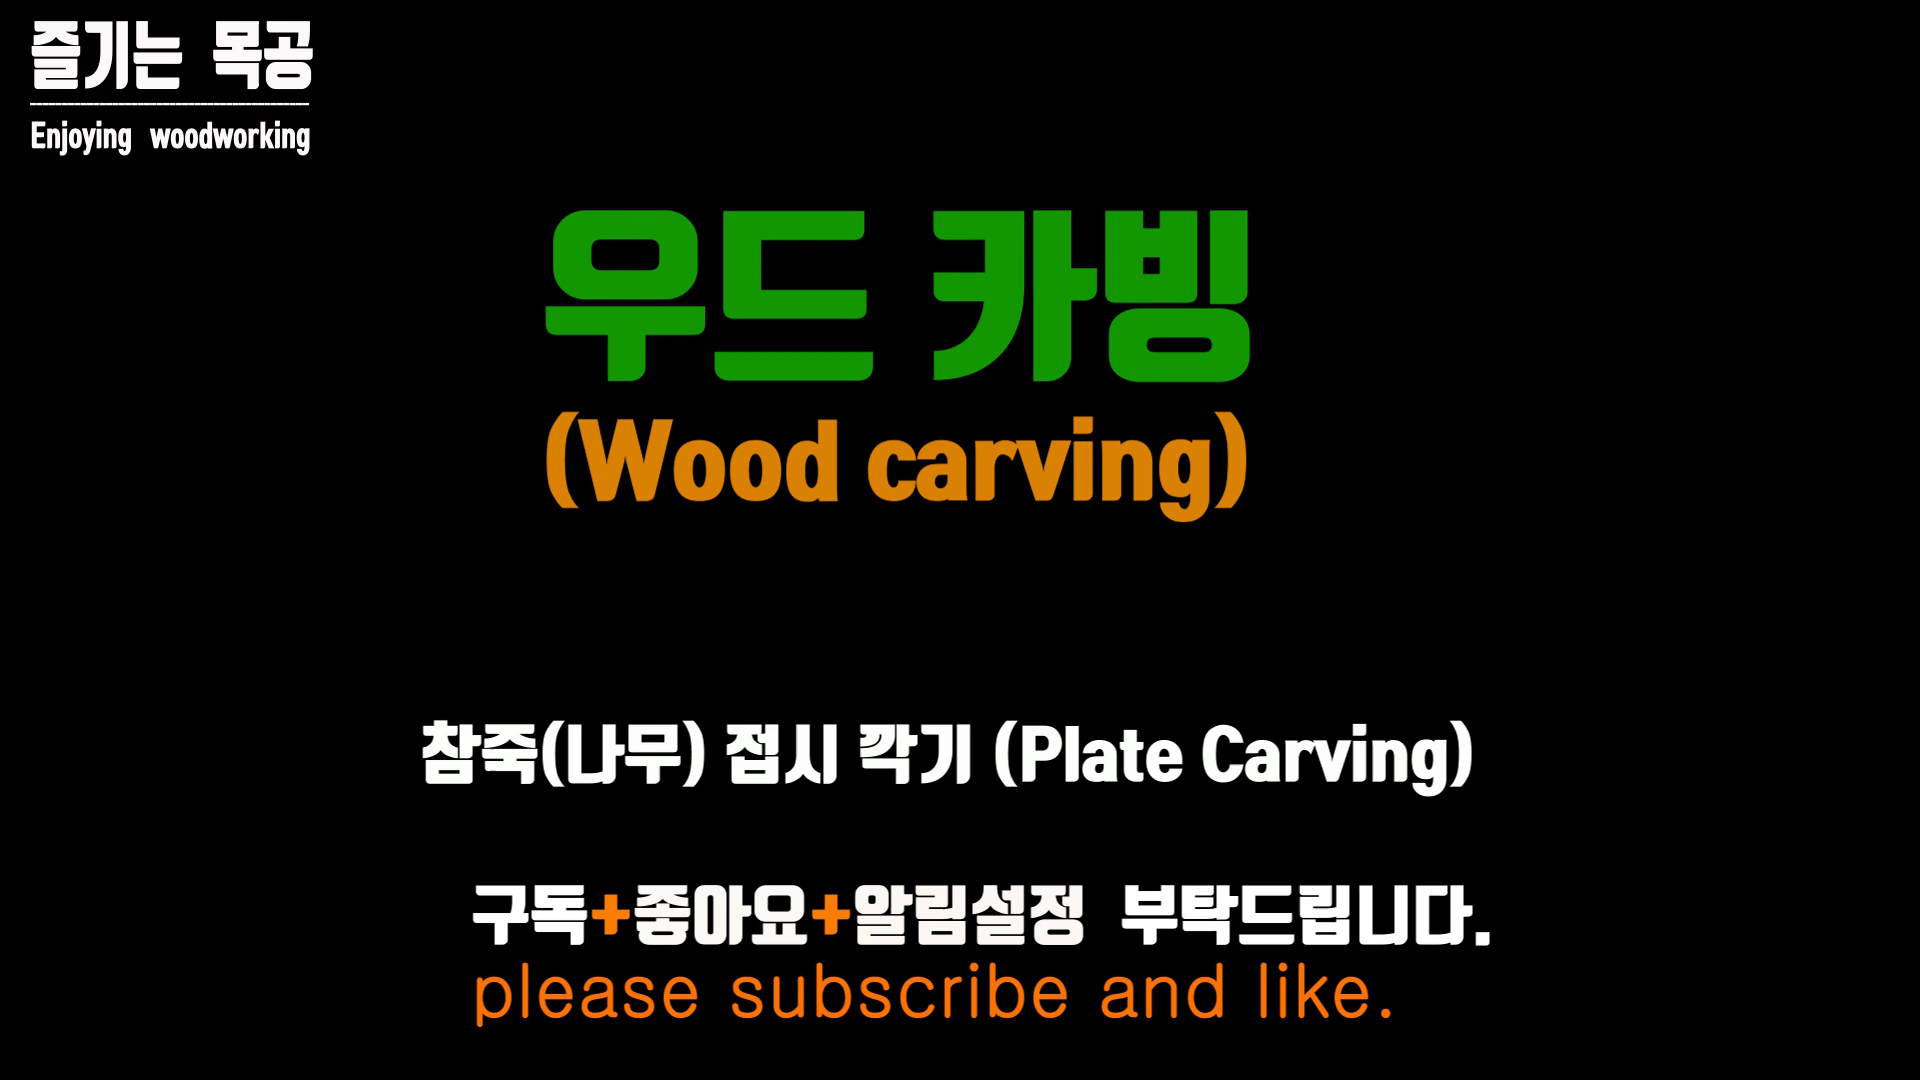 즐기는 목공
Enjoying woodworking
우드 카빙
(Wood carving)
참죽(나무) 접시 깍기 (Plate Carving)
구독+좋아요+알림설정 부탁드립니다.
please subscribe and like.